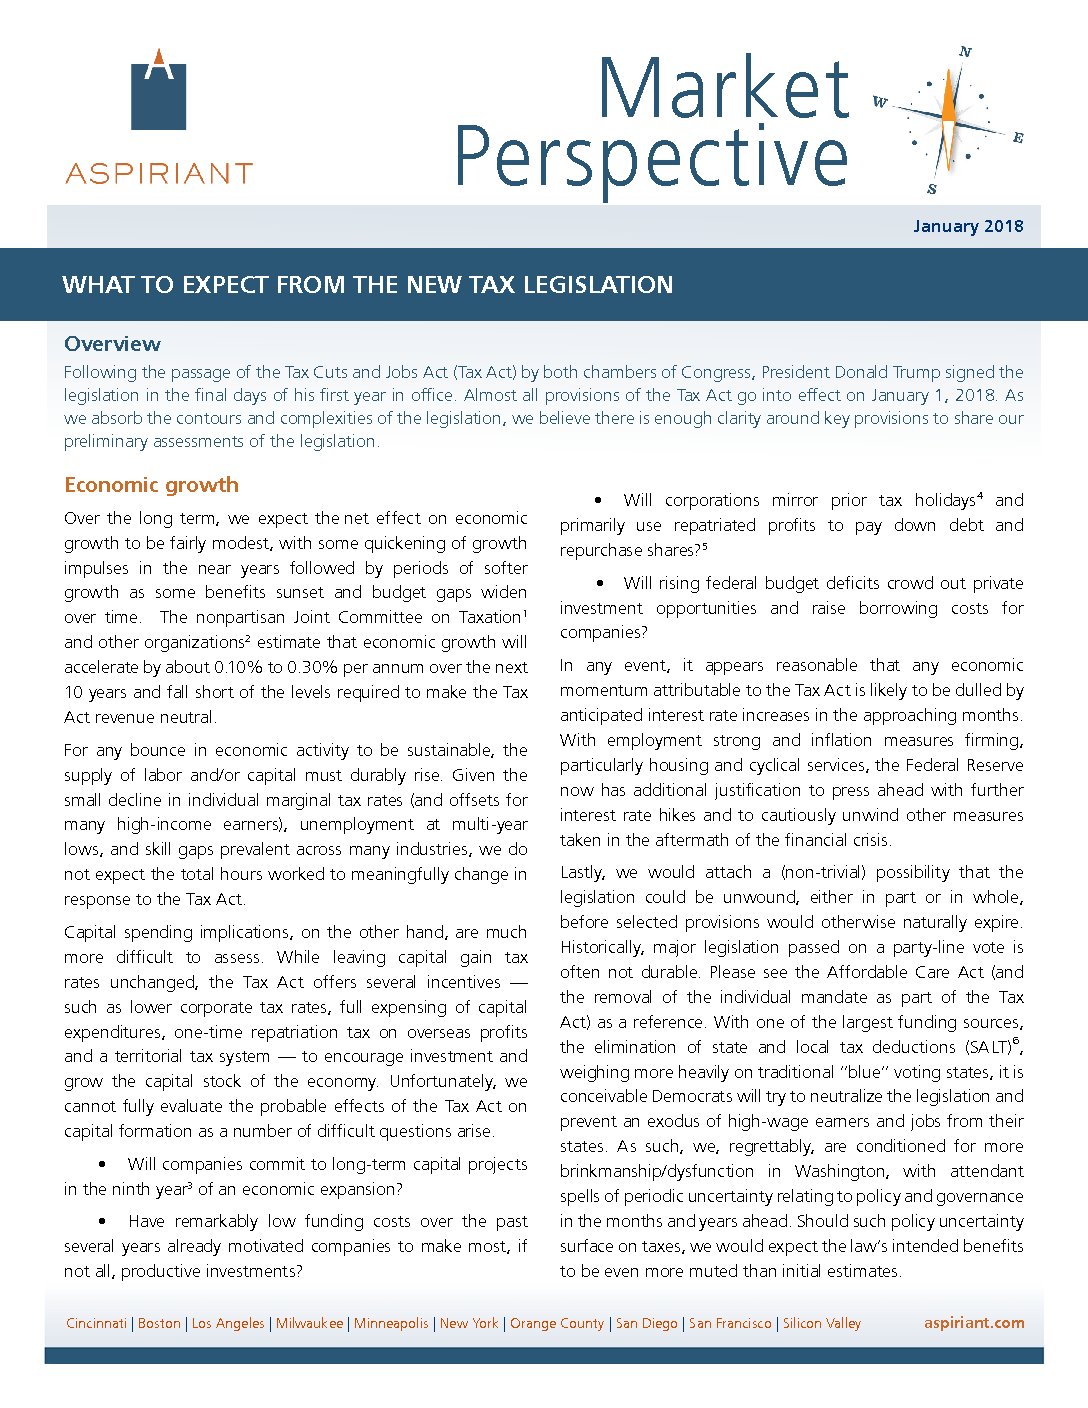 ASPIRIANT
Market
Perspective
N
W
E
S
January 2018
WHAT TO EXPECT FROM THE NEW TAX LEGISLATION
Overview
Following the passage of the Tax Cuts and Jobs Act (Tax Act) by both chambers of Congress, President Donald Trump signed the
legislation in the final days of his first year in office. Almost all provisions of the Tax Act go into effect on January 1, 2018. As
we absorb the contours and complexities of the legislation, we believe there is enough clarity around key provisions to share our
preliminary assessments of the legislation.
Economic growth
Over the long term, we expect the net effect on economic
growth to be fairly modest, with some quickening of growth
impulses in the near years followed by periods of softer
growth as some benefits sunset and budget gaps widen
over time. The nonpartisan Joint Committee on Taxation¹
and other organizations² estimate that economic growth will
accelerate by about 0.10% to 0.30% per annum over the next
10 years and fall short of the levels required to make the Tax
Act revenue neutral.
For any bounce in economic activity to be sustainable, the
supply of labor and/or capital must durably rise. Given the
small decline in individual marginal tax rates (and offsets for
many high-income earners), unemployment at multi-year
lows, and skill gaps prevalent across many industries, we do
not expect the total hours worked to meaningfully change in
response to the Tax Act.
Capital spending implications, on the other hand, are much
more difficult to assess. While leaving capital gain tax
rates unchanged, the Tax Act offers several incentives —
such as lower corporate tax rates, full expensing of capital
expenditures, one-time repatriation tax on overseas profits
and a territorial tax system — to encourage investment and
grow the capital stock of the economy. Unfortunately, we
cannot fully evaluate the probable effects of the Tax Act on
capital formation as a number of difficult questions arise.
• Will companies commit to long-term capital projects
in the ninth year³ of an economic expansion?
• Have remarkably low funding costs over the past
several years already motivated companies to make most, if
not all, productive investments?
• Will corporations mirror prior tax holidays⁴ and
primarily use repatriated profits to pay down debt and
repurchase shares?⁵
• Will rising federal budget deficits crowd out private
investment opportunities and raise borrowing costs for
companies?
In any event, it appears reasonable that any economic
momentum attributable to the Tax Act is likely to be dulled by
anticipated interest rate increases in the approaching months.
With employment strong and inflation measures firming,
particularly housing and cyclical services, the Federal Reserve
now has additional justification to press ahead with further
interest rate hikes and to cautiously unwind other measures
taken in the aftermath of the financial crisis.
Lastly, we would attach a (non-trivial) possibility that the
legislation could be unwound, either in part or in whole,
before selected provisions would otherwise naturally expire.
Historically, major legislation passed on a party-line vote is
often not durable. Please see the Affordable Care Act (and
the removal of the individual mandate as part of the Tax
Act) as a reference. With one of the largest funding sources,
the elimination of state and local tax deductions (SALT)⁶,
weighing more heavily on traditional “blue” voting states, it is
conceivable Democrats will try to neutralize the legislation and
prevent an exodus of high-wage earners and jobs from their
states. As such, we, regrettably, are conditioned for more
brinkmanship/dysfunction in Washington, with attendant
spells of periodic uncertainty relating to policy and governance
in the months and years ahead. Should such policy uncertainty
surface on taxes, we would expect the law’s intended benefits
to be even more muted than initial estimates.
Cincinnati | Boston | Los Angeles | Milwaukee | Minneapolis | New York | Orange County | San Diego | San Francisco | Silicon Valley
aspiriant.com